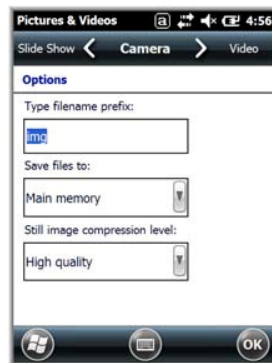 Pictures & Videos a 4:56
Slide Show Camera Video
Options
Type filename prefix:
img
Save files to:
Main memory
Still image compression level:
High quality
OK